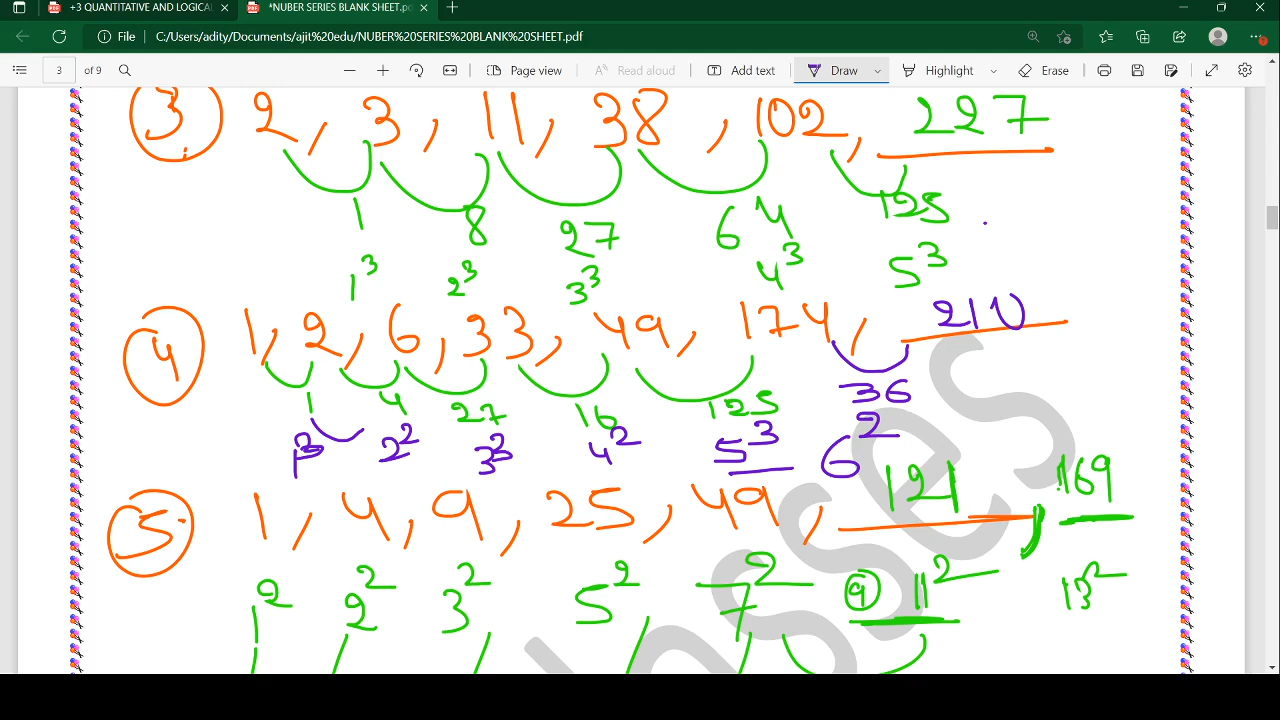 +3 QUANTITATIVE AND LOGICAL
*NUBER SERIES BLANK SHEET.pd
File C:/Users/adity/Documents/ajit%20edu/NUBER%20SERIES%20BLANK%20SHEET.pdf
3 of 9 Page view Read aloud Add text Draw Highlight Erase
3. 2, 3, 11, 38, 102, 227
1 8 27 64 125
1³ 2³ 3³ 4³ 5³
4 1, 2, 6, 33, 49, 174, 210
1 4 27 16 125 36
2² 3³ 4² 5³ 6²
5 1, 4, 9, 25, 49, 121, 169
1² 2² 3² 5² 7² 9 11² 13²
sses